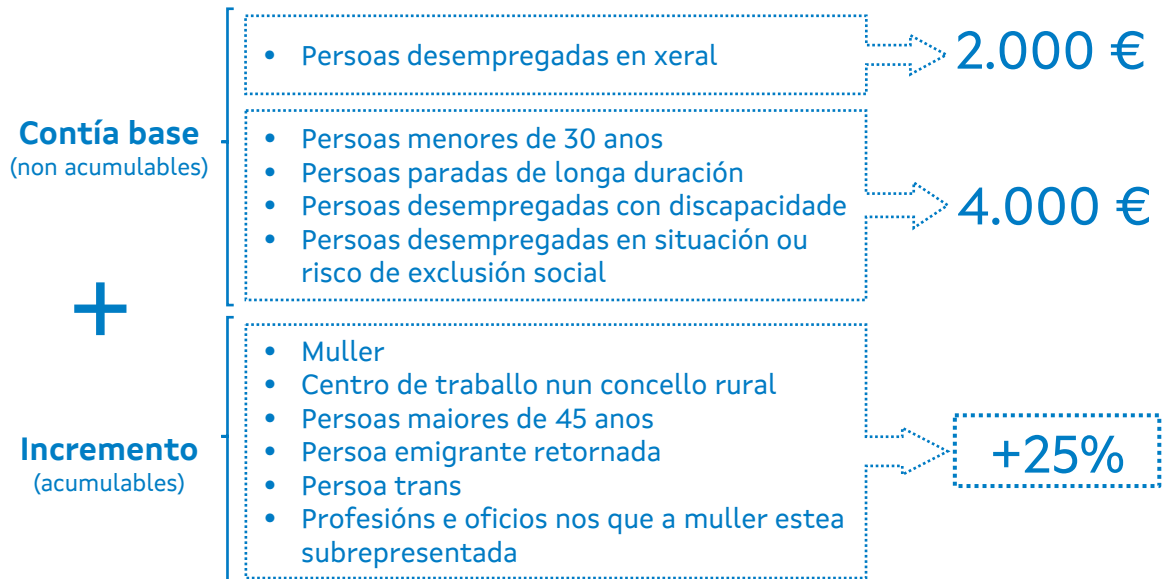 Contía base
(non acumulables)
• Persoas desempregadas en xeral
2.000 €
• Persoas menores de 30 anos
• Persoas paradas de longa duración
• Persoas desempregadas con discapacidade
• Persoas desempregadas en situación ou
risco de exclusión social
4.000 €
+
Incremento
(acumulables)
• Muller
• Centro de traballo nun concello rural
• Persoas maiores de 45 anos
• Persoa emigrante retornada
• Persoa trans
• Profesións e oficios nos que a muller estea
subrepresentada
+25%